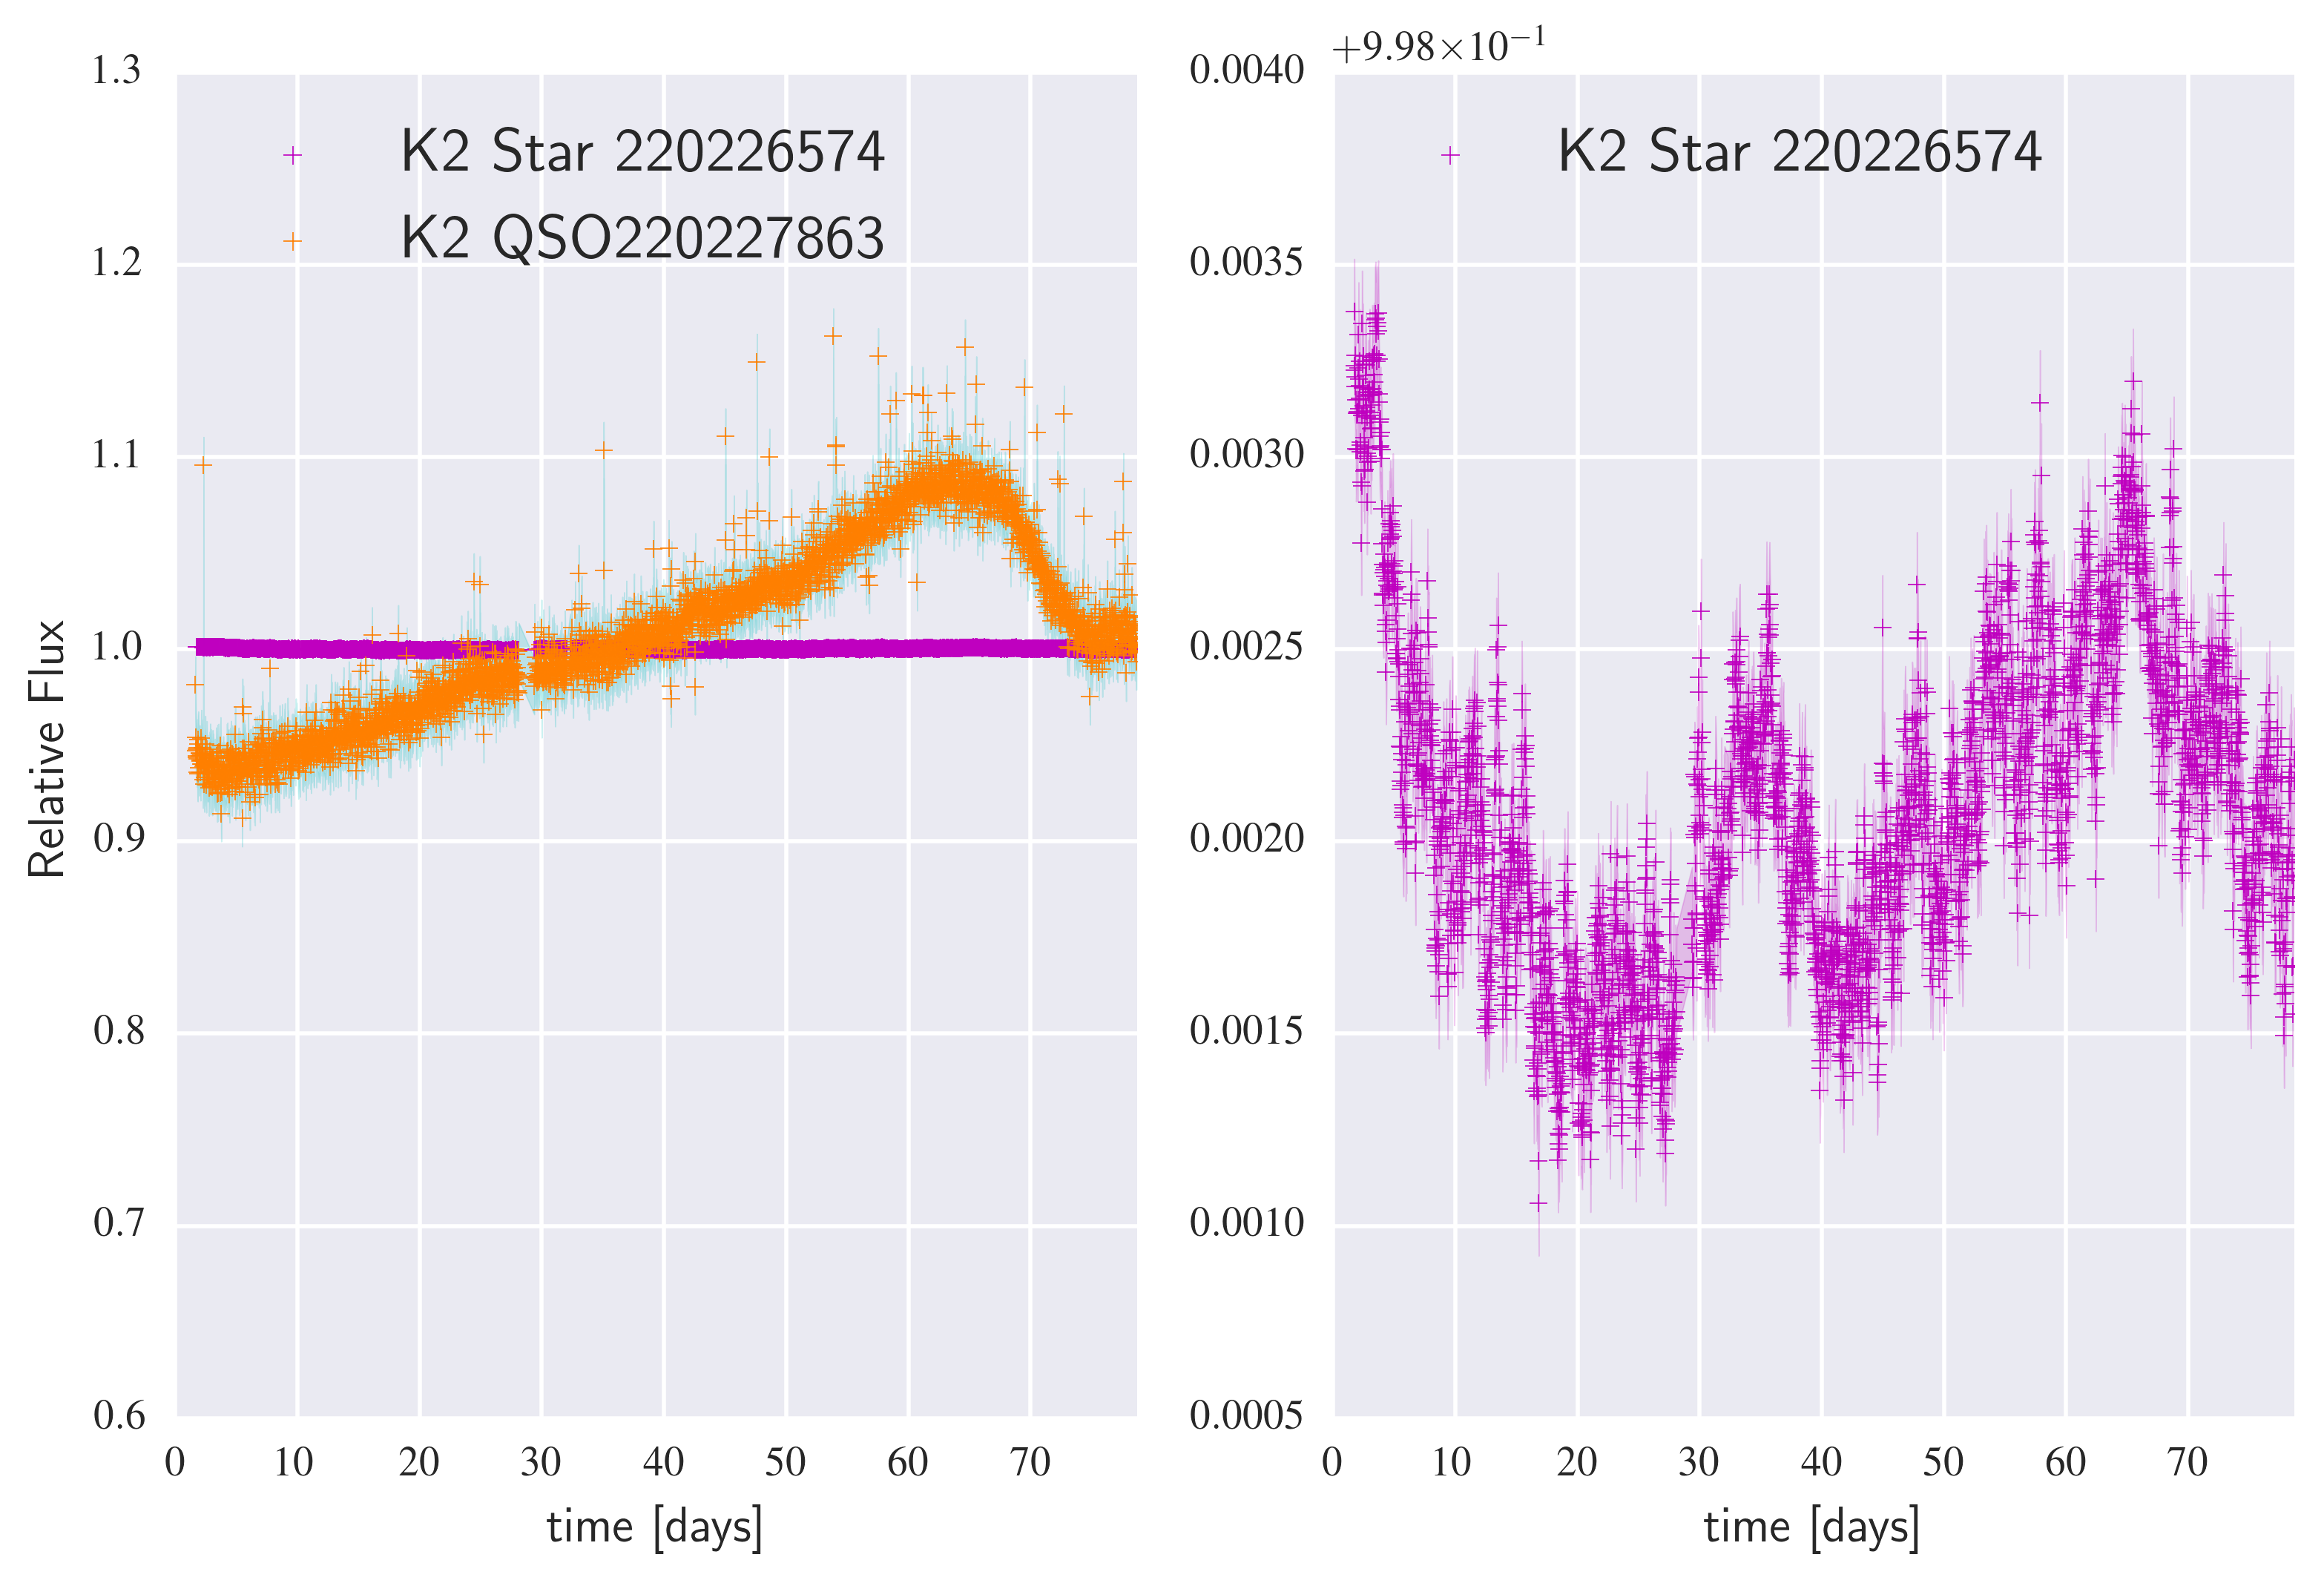 1.3
1.2
1.1
1.0
0.9
0.8
0.7
0.6
Relative Flux
K2 Star 220226574
K2 QSO220227863
0 10 20 30 40 50 60 70
time [days]
+9.98×10⁻¹
0.0040
0.0035
0.0030
0.0025
0.0020
0.0015
0.0010
0.0005
K2 Star 220226574
0 10 20 30 40 50 60 70
time [days]